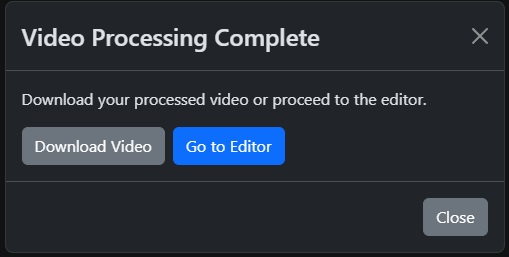 Video Processing Complete
Download your processed video or proceed to the editor.
Download Video
Go to Editor
Close